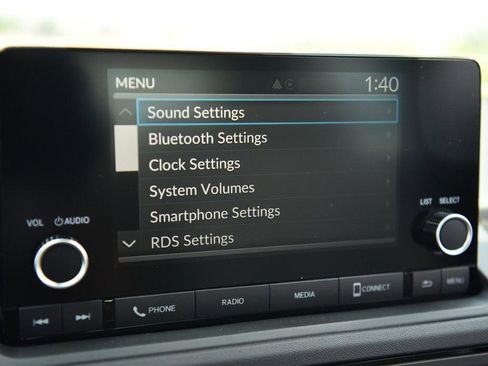 MENU 1:40
Sound Settings
Bluetooth Settings
Clock Settings
System Volumes
Smartphone Settings
RDS Settings
VOL AUDIO
LIST SELECT
PHONE RADIO MEDIA CONNECT MENU